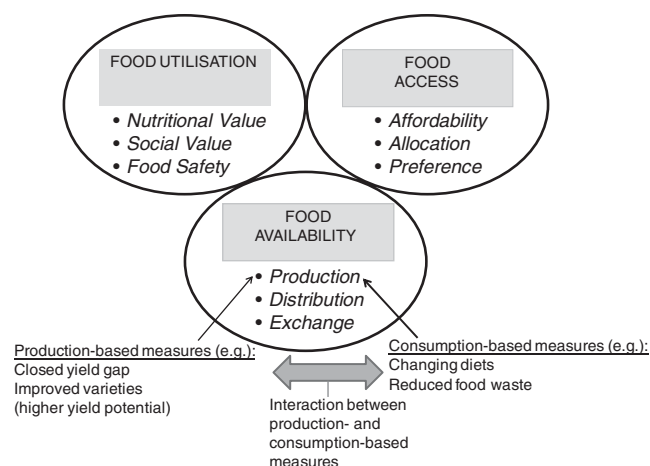 FOOD UTILISATION
• Nutritional Value
• Social Value
• Food Safety
FOOD
ACCESS
• Affordability
• Allocation
• Preference
FOOD
AVAILABILITY
• Production
• Distribution
• Exchange
Production-based measures (e.g.):
Closed yield gap
Improved varieties
(higher yield potential)
Consumption-based measures (e.g.):
Changing diets
Reduced food waste
Interaction between
production- and
consumption-based
measures